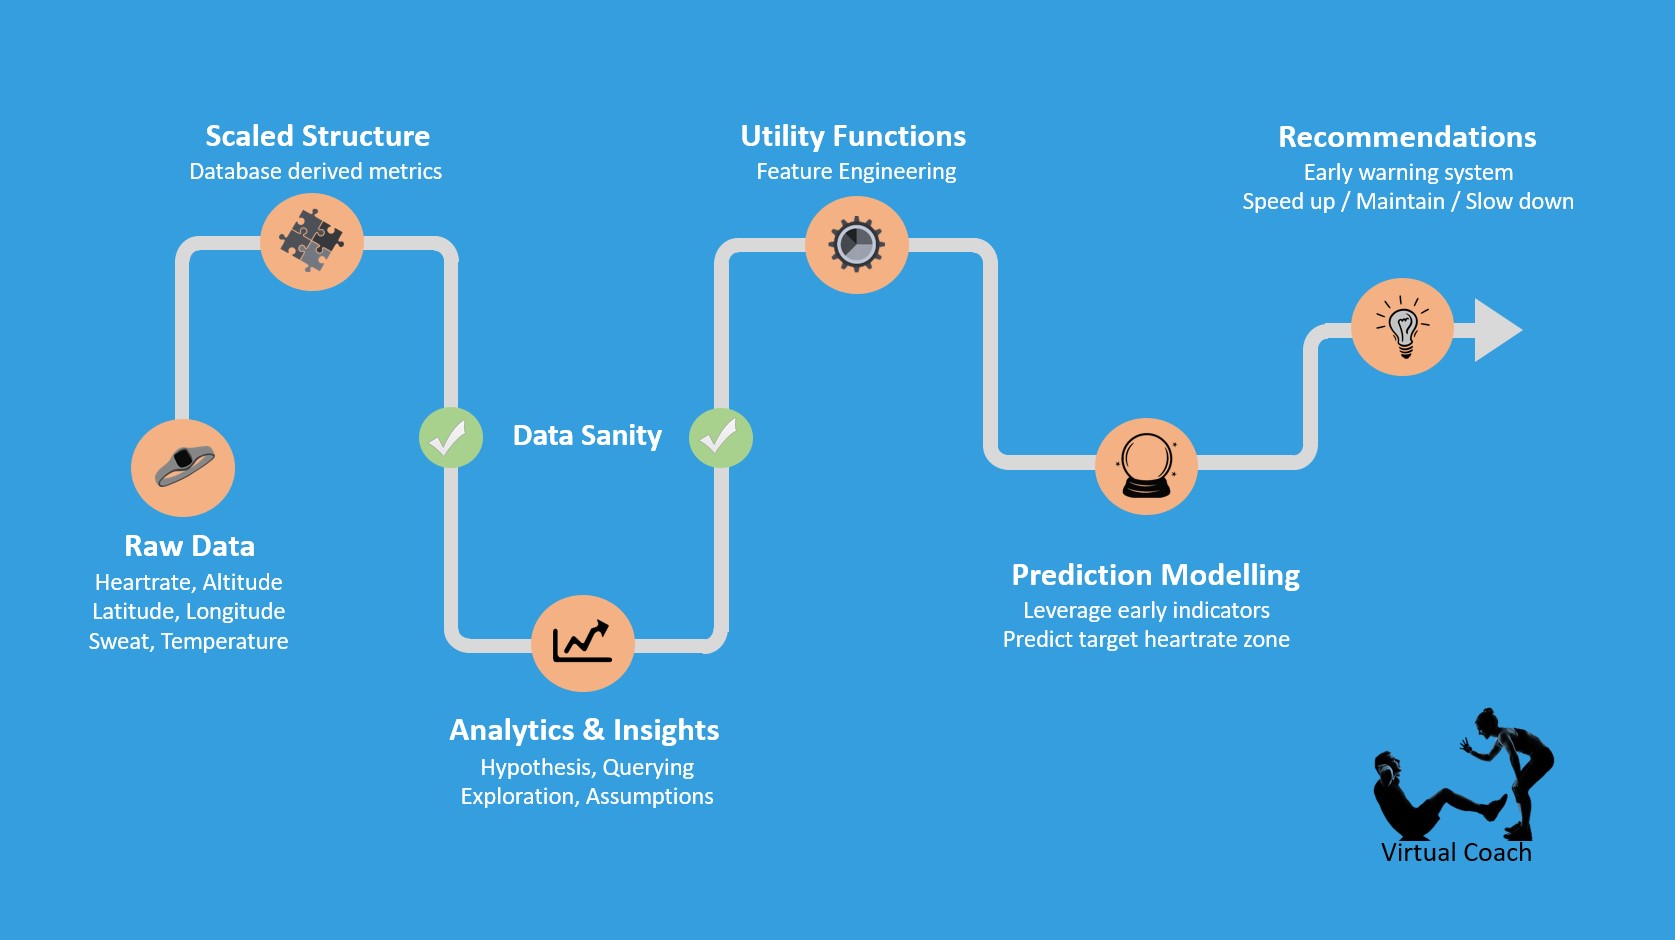 Scaled Structure
Database derived metrics
Utility Functions
Feature Engineering
Recommendations
Early warning system
Speed up / Maintain / Slow down
Data Sanity
Raw Data
Heartrate, Altitude
Latitude, Longitude
Sweat, Temperature
Prediction Modelling
Leverage early indicators
Predict target heartrate zone
Analytics & Insights
Hypothesis, Querying
Exploration, Assumptions
Virtual Coach